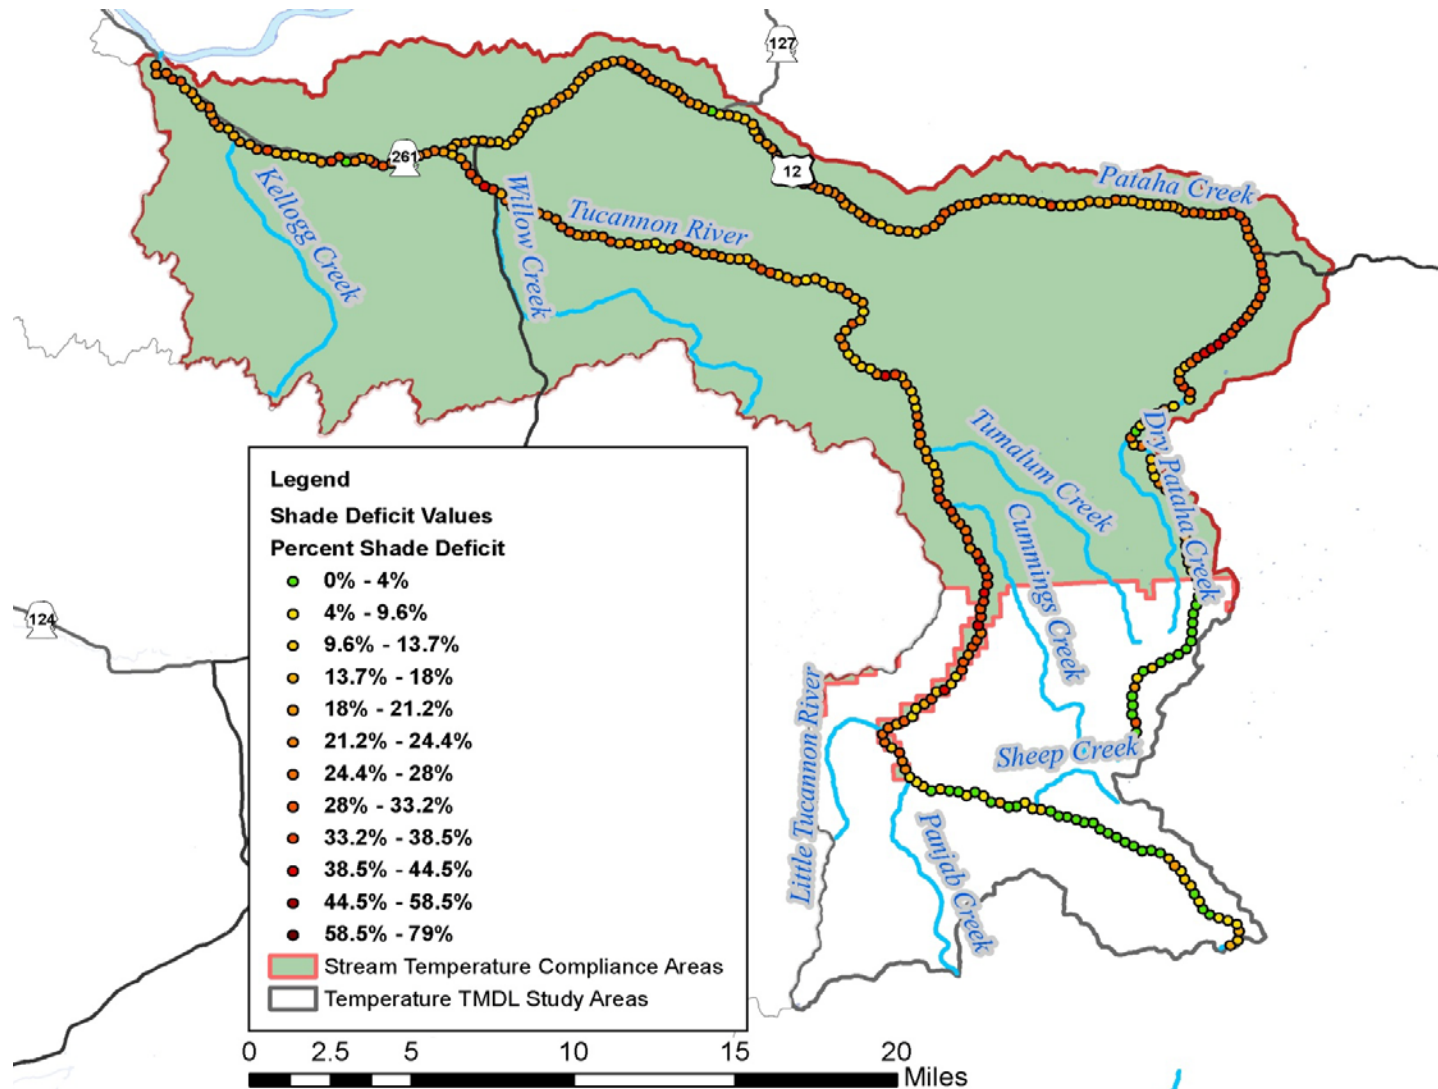 127
261
12
Pataha Creek
Kellogg Creek
Willow Creek
Tucannon River
Tumalum Creek
Dry Pataha Creek
Cummings Creek
124
Little Tucannon River
Sheep Creek
Panjab Creek
Legend
Shade Deficit Values
Percent Shade Deficit
0% - 4%
4% - 9.6%
9.6% - 13.7%
13.7% - 18%
18% - 21.2%
21.2% - 24.4%
24.4% - 28%
28% - 33.2%
33.2% - 38.5%
38.5% - 44.5%
44.5% - 58.5%
58.5% - 79%
Stream Temperature Compliance Areas
Temperature TMDL Study Areas
0 2.5 5 10 15 20
Miles